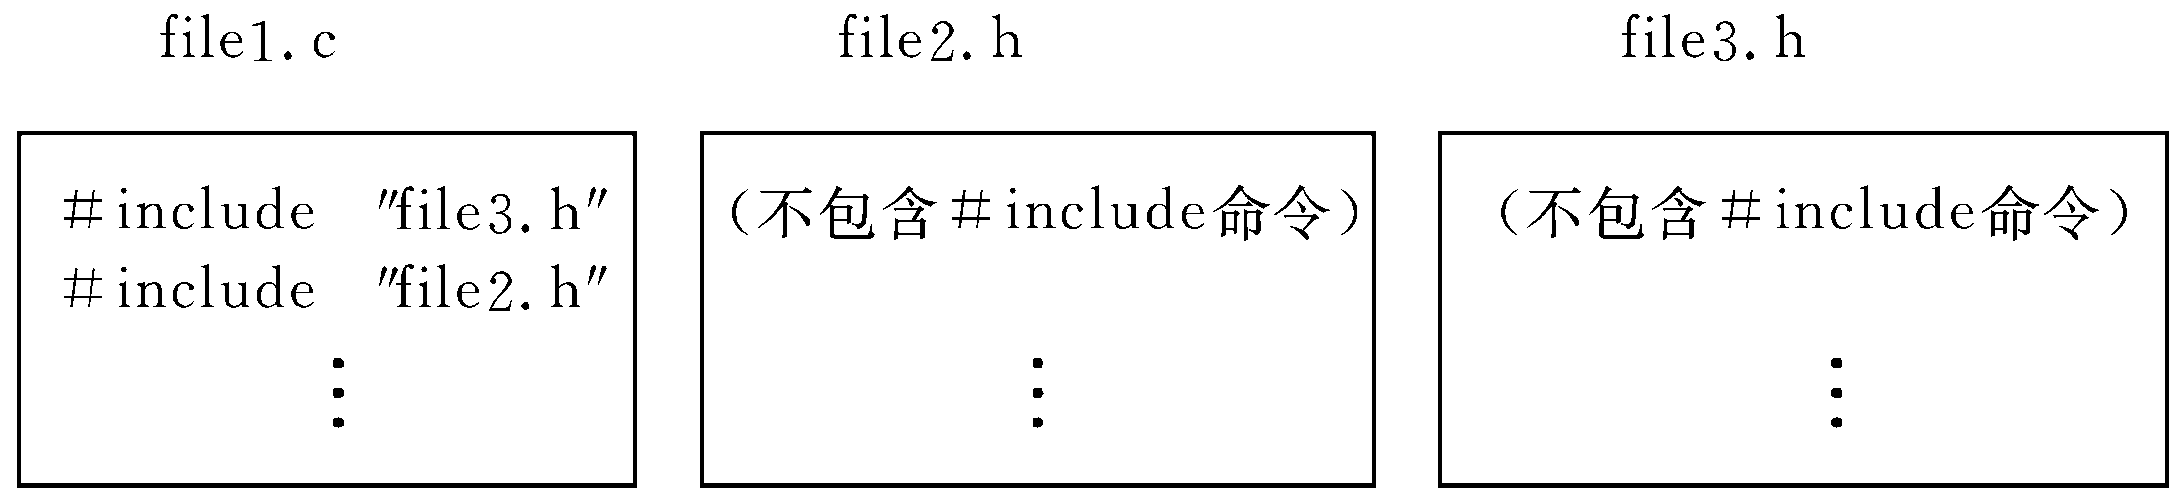 file1.c
file2.h
file3.h
#include "file3.h"
#include "file2.h"
⋮
(不包含#include命令)
⋮
(不包含#include命令)
⋮